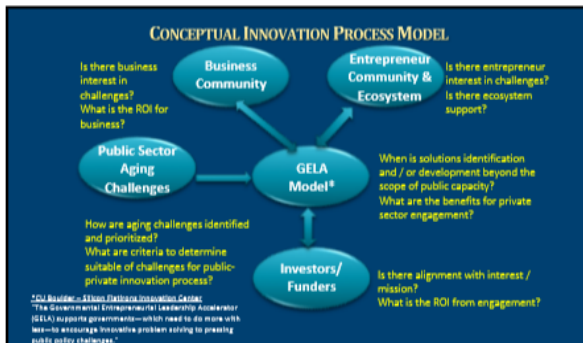 CONCEPTUAL INNOVATION PROCESS MODEL
Is there business
interest in
challenges?
What is the ROI for
business?
Business
Community
Entrepreneur
Community &
Ecosystem
Is there entrepreneur
interest in challenges?
Is there ecosystem
support?
Public Sector
Aging
Challenges
GELA
Model*
When is solutions identification
and / or development beyond the
scope of public capacity?
What are the benefits for private
sector engagement?
How are aging challenges identified
and prioritized?
What are criteria to determine
suitable of challenges for public-
private innovation process?
Investors/
Funders
Is there alignment with interest /
mission?
What is the ROI from engagement?
*CU Boulder – Silicon Flatirons Innovation Center
"The Governmental Entrepreneurial Leadership Accelerator
(GELA) supports governments—which need to do more with
less—to encourage innovative problem solving to pressing
public policy challenges."